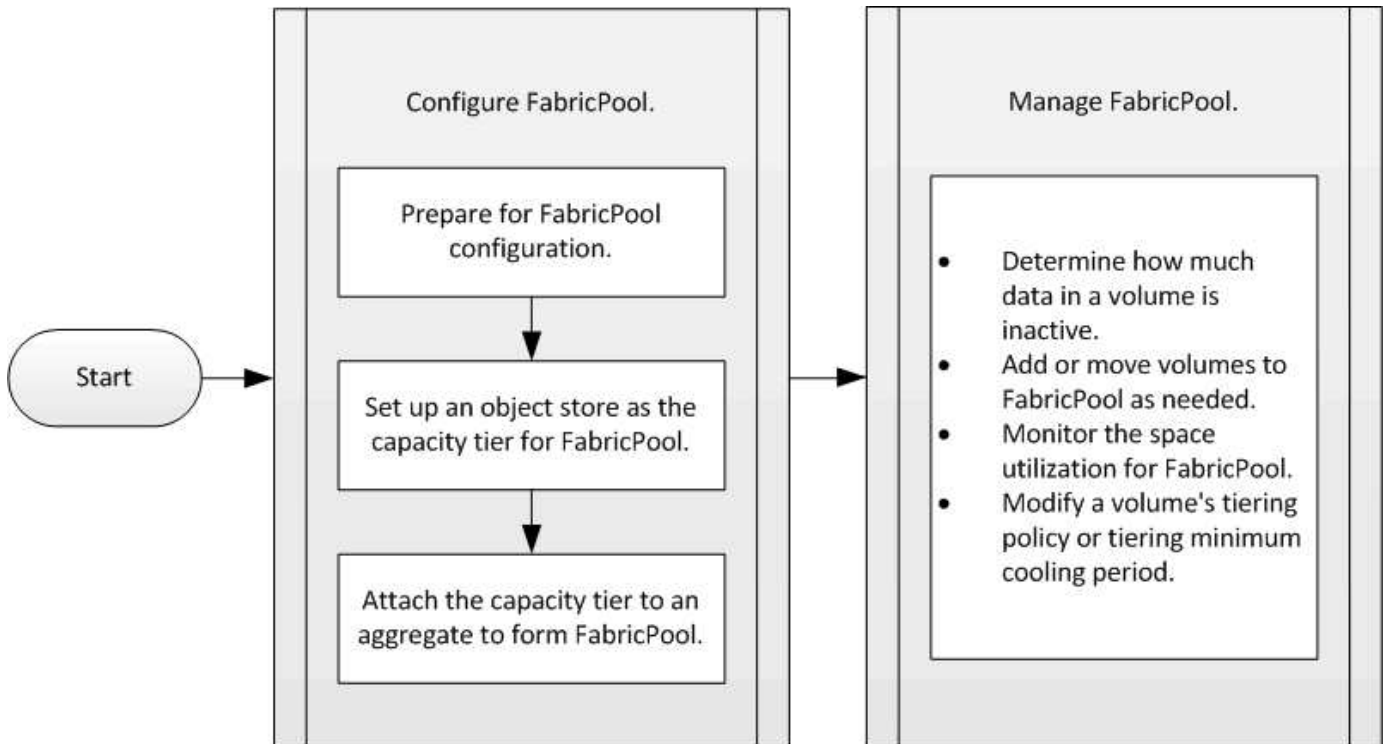 Start
Configure FabricPool.
Prepare for FabricPool
configuration.
Set up an object store as the
capacity tier for FabricPool.
Attach the capacity tier to an
aggregate to form FabricPool.
Manage FabricPool.
• Determine how much
data in a volume is
inactive.
• Add or move volumes to
FabricPool as needed.
• Monitor the space
utilization for FabricPool.
• Modify a volume's tiering
policy or tiering minimum
cooling period.